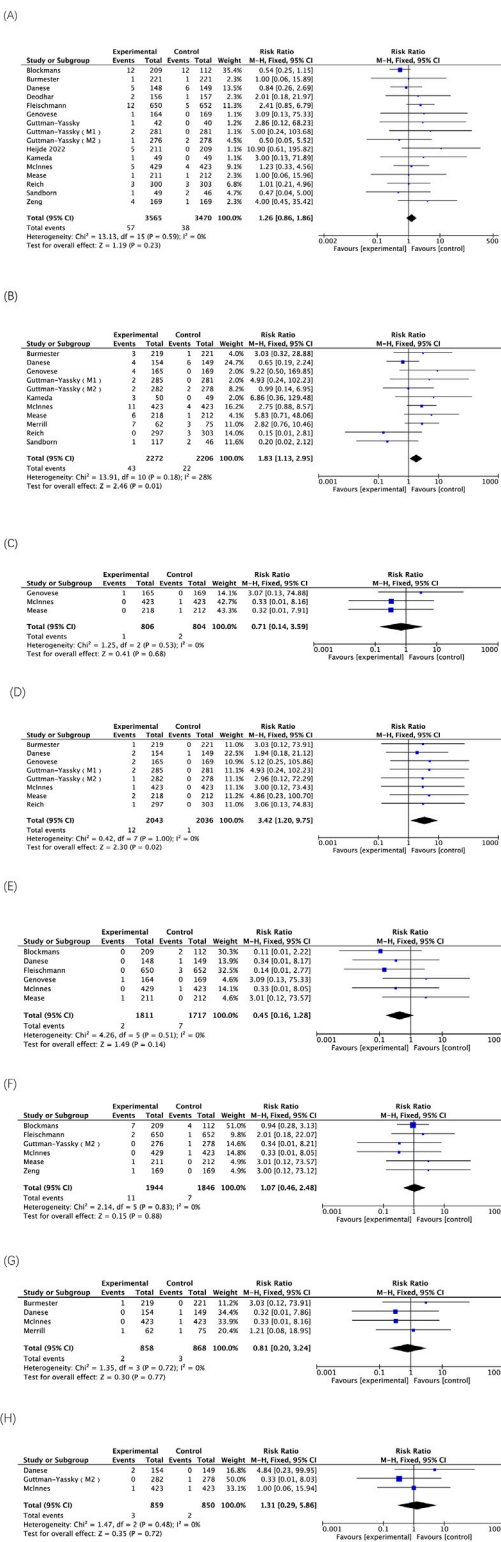 (A)
Experimental Control Risk Ratio Risk Ratio
Study or Subgroup Events Total Events Total Weight M-H, Fixed, 95% CI M-H, Fixed, 95% CI
Blockmans 12 209 12 112 35.4% 0.54 [0.25, 1.15]
Burmester 1 221 1 221 2.3% 1.00 [0.06, 15.89]
Danese 5 148 6 149 13.5% 0.84 [0.26, 2.69]
Deodhar 2 156 1 157 2.2% 2.01 [0.18, 21.97]
Fleischmann 12 650 5 652 11.3% 2.41 [0.85, 6.79]
Genovese 1 164 0 169 1.1% 3.09 [0.13, 75.33]
Guttman-Yassky 1 42 0 40 1.2% 2.86 [0.12, 68.23]
Guttman-Yassky (M1) 2 281 0 281 1.1% 5.00 [0.24, 103.68]
Guttman-Yassky (M2) 1 276 2 278 4.5% 0.50 [0.05, 5.52]
Heijde 2022 5 211 0 209 1.1% 10.90 [0.61, 195.82]
Kameda 1 49 0 49 1.1% 3.00 [0.13, 71.89]
McInnes 5 429 4 423 9.1% 1.23 [0.33, 4.56]
Mease 1 211 1 212 2.3% 1.00 [0.06, 15.96]
Reich 3 300 3 303 6.7% 1.01 [0.21, 4.96]
Sandborn 1 49 2 46 4.7% 0.47 [0.04, 5.00]
Zeng 4 169 1 169 2.3% 4.00 [0.45, 35.42]
Total (95% CI) 3565 3470 100.0% 1.26 [0.86, 1.86]
Total events 57 38
Heterogeneity: Chi² = 13.13, df = 15 (P = 0.59); I² = 0%
Test for overall effect: Z = 1.19 (P = 0.23)
0.002 0.1 1 10 500
Favours [experimental] Favours [control]
(B)
Experimental Control Risk Ratio Risk Ratio
Study or Subgroup Events Total Events Total Weight M-H, Fixed, 95% CI M-H, Fixed, 95% CI
Burmester 3 219 1 221 4.0% 3.03 [0.32, 28.88]
Danese 4 154 6 149 24.7% 0.65 [0.19, 2.24]
Genovese 4 165 0 169 2.0% 9.22 [0.50, 169.85]
Guttman-Yassky (M1) 2 285 0 281 2.0% 4.93 [0.24, 102.23]
Guttman-Yassky (M2) 2 282 2 278 8.2% 0.99 [0.14, 6.95]
Kameda 3 50 0 49 2.0% 6.86 [0.36, 129.48]
McInnes 11 423 4 423 16.2% 2.75 [0.88, 8.57]
Mease 6 218 1 212 4.1% 5.83 [0.71, 48.06]
Merrill 7 62 3 75 11.0% 2.82 [0.76, 10.46]
Reich 0 297 3 303 14.1% 0.15 [0.01, 2.81]
Sandborn 1 117 2 46 11.6% 0.20 [0.02, 2.12]
Total (95% CI) 2272 2206 100.0% 1.83 [1.13, 2.95]
Total events 43 22
Heterogeneity: Chi² = 13.91, df = 10 (P = 0.18); I² = 28%
Test for overall effect: Z = 2.46 (P = 0.01)
0.01 0.1 1 10 100
Favours [experimental] Favours [control]
(C)
Experimental Control Risk Ratio Risk Ratio
Study or Subgroup Events Total Events Total Weight M-H, Fixed, 95% CI M-H, Fixed, 95% CI
Genovese 1 165 0 169 14.1% 3.07 [0.13, 74.88]
McInnes 0 423 1 423 42.7% 0.33 [0.01, 8.16]
Mease 0 218 1 212 43.3% 0.32 [0.01, 7.91]
Total (95% CI) 806 804 100.0% 0.71 [0.14, 3.59]
Total events 1 2
Heterogeneity: Chi² = 1.25, df = 2 (P = 0.53); I² = 0%
Test for overall effect: Z = 0.41 (P = 0.68)
0.001 0.1 1 10 1000
Favours [experimental] Favours [control]
(D)
Experimental Control Risk Ratio Risk Ratio
Study or Subgroup Events Total Events Total Weight M-H, Fixed, 95% CI M-H, Fixed, 95% CI
Burmester 1 219 0 221 11.0% 3.03 [0.12, 73.91]
Danese 2 154 1 149 22.5% 1.94 [0.18, 21.12]
Genovese 2 165 0 169 10.9% 5.12 [0.25, 105.86]
Guttman-Yassky (M1) 2 285 0 281 11.1% 4.93 [0.24, 102.23]
Guttman-Yassky (M2) 1 282 0 278 11.1% 2.96 [0.12, 72.29]
McInnes 1 423 0 423 11.1% 3.00 [0.12, 73.43]
Mease 2 218 0 212 11.2% 4.86 [0.23, 100.70]
Reich 1 297 0 303 11.0% 3.06 [0.13, 74.83]
Total (95% CI) 2043 2036 100.0% 3.42 [1.20, 9.75]
Total events 12 1
Heterogeneity: Chi² = 0.42, df = 7 (P = 1.00); I² = 0%
Test for overall effect: Z = 2.30 (P = 0.02)
0.001 0.1 1 10 1000
Favours [experimental] Favours [control]
(E)
Experimental Control Risk Ratio Risk Ratio
Study or Subgroup Events Total Events Total Weight M-H, Fixed, 95% CI M-H, Fixed, 95% CI
Blockmans 0 209 2 112 30.3% 0.11 [0.01, 2.22]
Danese 0 148 1 149 13.9% 0.34 [0.01, 8.17]
Fleischmann 0 650 3 652 32.5% 0.14 [0.01, 2.77]
Genovese 1 164 0 169 4.6% 3.09 [0.13, 75.33]
McInnes 0 429 1 423 14.1% 0.33 [0.01, 8.05]
Mease 1 211 0 212 4.6% 3.01 [0.12, 73.57]
Total (95% CI) 1811 1717 100.0% 0.45 [0.16, 1.28]
Total events 2 7
Heterogeneity: Chi² = 4.26, df = 5 (P = 0.51); I² = 0%
Test for overall effect: Z = 1.49 (P = 0.14)
0.001 0.1 1 10 1000
Favours [experimental] Favours [control]
(F)
Experimental Control Risk Ratio Risk Ratio
Study or Subgroup Events Total Events Total Weight M-H, Fixed, 95% CI M-H, Fixed, 95% CI
Blockmans 7 209 4 112 51.0% 0.94 [0.28, 3.13]
Fleischmann 2 650 1 652 9.8% 2.01 [0.18, 22.07]
Guttman-Yassky (M2) 0 276 1 278 14.6% 0.34 [0.01, 8.21]
McInnes 0 429 1 423 14.8% 0.33 [0.01, 8.05]
Mease 1 211 0 212 4.9% 3.01 [0.12, 73.57]
Zeng 1 169 0 169 4.9% 3.00 [0.12, 73.12]
Total (95% CI) 1944 1846 100.0% 1.07 [0.46, 2.48]
Total events 11 7
Heterogeneity: Chi² = 2.14, df = 5 (P = 0.83); I² = 0%
Test for overall effect: Z = 0.15 (P = 0.88)
0.001 0.1 1 10 1000
Favours [experimental] Favours [control]
(G)
Experimental Control Risk Ratio Risk Ratio
Study or Subgroup Events Total Events Total Weight M-H, Fixed, 95% CI M-H, Fixed, 95% CI
Burmester 1 219 0 221 11.2% 3.03 [0.12, 73.91]
Danese 0 154 1 149 34.4% 0.32 [0.01, 7.86]
McInnes 0 423 1 423 33.9% 0.33 [0.01, 8.16]
Merrill 1 62 1 75 20.4% 1.21 [0.08, 18.95]
Total (95% CI) 858 868 100.0% 0.81 [0.20, 3.24]
Total events 2 3
Heterogeneity: Chi² = 1.35, df = 3 (P = 0.72); I² = 0%
Test for overall effect: Z = 0.30 (P = 0.77)
0.001 0.1 1 10 1000
Favours [experimental] Favours [control]
(H)
Experimental Control Risk Ratio Risk Ratio
Study or Subgroup Events Total Events Total Weight M-H, Fixed, 95% CI M-H, Fixed, 95% CI
Danese 2 154 0 149 16.8% 4.84 [0.23, 99.95]
Guttman-Yassky (M2) 0 282 1 278 50.0% 0.33 [0.01, 8.03]
McInnes 1 423 1 423 33.1% 1.00 [0.06, 15.94]
Total (95% CI) 859 850 100.0% 1.31 [0.29, 5.86]
Total events 3 2
Heterogeneity: Chi² = 1.47, df = 2 (P = 0.48); I² = 0%
Test for overall effect: Z = 0.35 (P = 0.72)
0.001 0.1 1 10 1000
Favours [experimental] Favours [control]